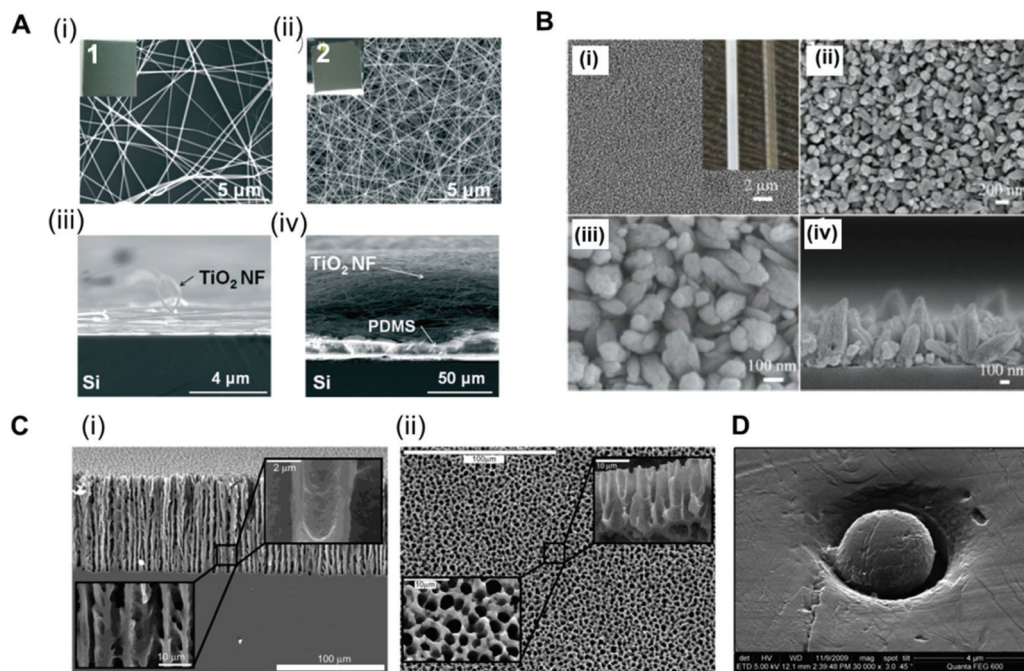 A
(i)
1
5 µm
(ii)
2
5 µm
(iii)
TiO2 NF
Si
4 µm
(iv)
TiO2 NF
PDMS
Si
50 µm
B
(i)
2 µm
(ii)
200 nm
(iii)
100 nm
(iv)
100 nm
C
(i)
2 µm
10 µm
100 µm
(ii)
100µm
10 µm
10µm
D
det HV WD 11/9/2009 mag spot tilt 4 µm
ETD 5.00 kV 12.1 mm 2:39:48 PM 30 000 x 3.0 45 ° Quanta FEG 600